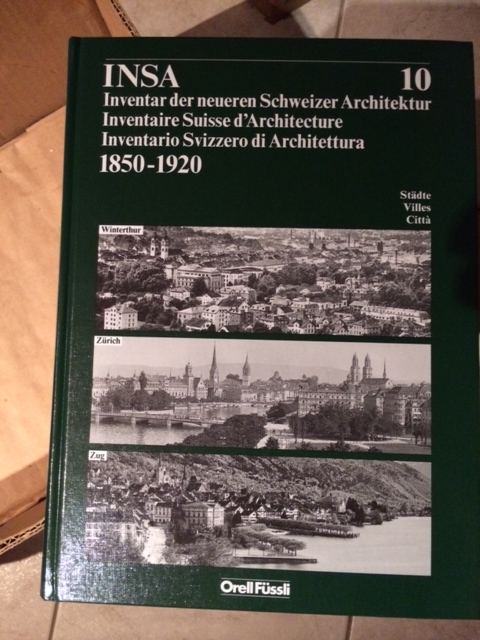 INSA 10
Inventar der neueren Schweizer Architektur
Inventaire Suisse d'Architecture
Inventario Svizzero di Architettura
1850-1920
Städte
Villes
Città
Winterthur
Zürich
Zug
Orell Füssli